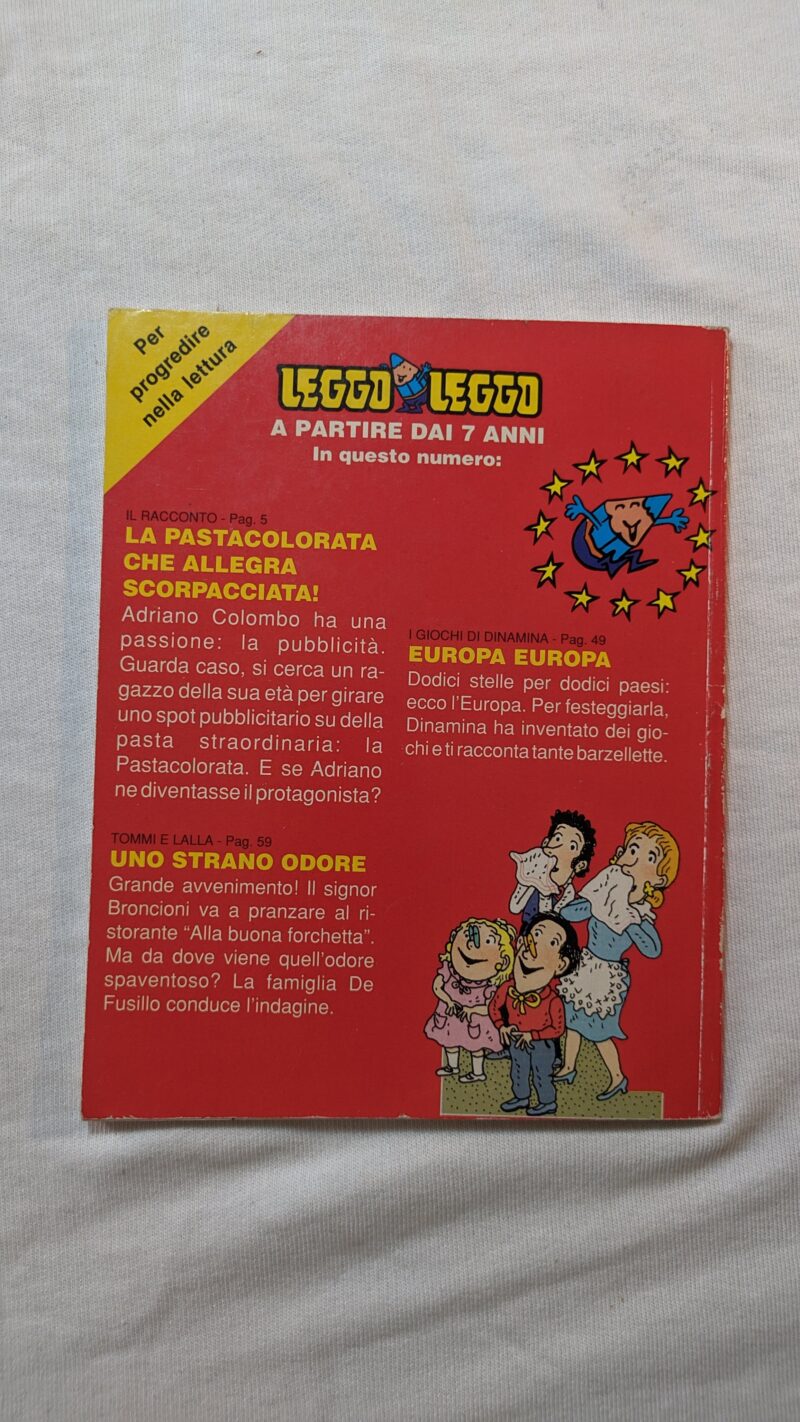 Per
progredire
nella lettura
LEGGO LEGGO
A PARTIRE DAI 7 ANNI
In questo numero:
IL RACCONTO - Pag. 5
LA PASTACOLORATA
CHE ALLEGRA
SCORPACCIATA!
Adriano Colombo ha una
passione: la pubblicità.
Guarda caso, si cerca un ra-
gazzo della sua età per girare
uno spot pubblicitario su della
pasta straordinaria: la
Pastacolorata. E se Adriano
ne diventasse il protagonista?
I GIOCHI DI DINAMINA - Pag. 49
EUROPA EUROPA
Dodici stelle per dodici paesi:
ecco l'Europa. Per festeggiarla,
Dinamina ha inventato dei gio-
chi e ti racconta tante barzellette.
TOMMI E LALLA - Pag. 59
UNO STRANO ODORE
Grande avvenimento! Il signor
Broncioni va a pranzare al ri-
storante “Alla buona forchetta”.
Ma da dove viene quell'odore
spaventoso? La famiglia De
Fusillo conduce l'indagine.